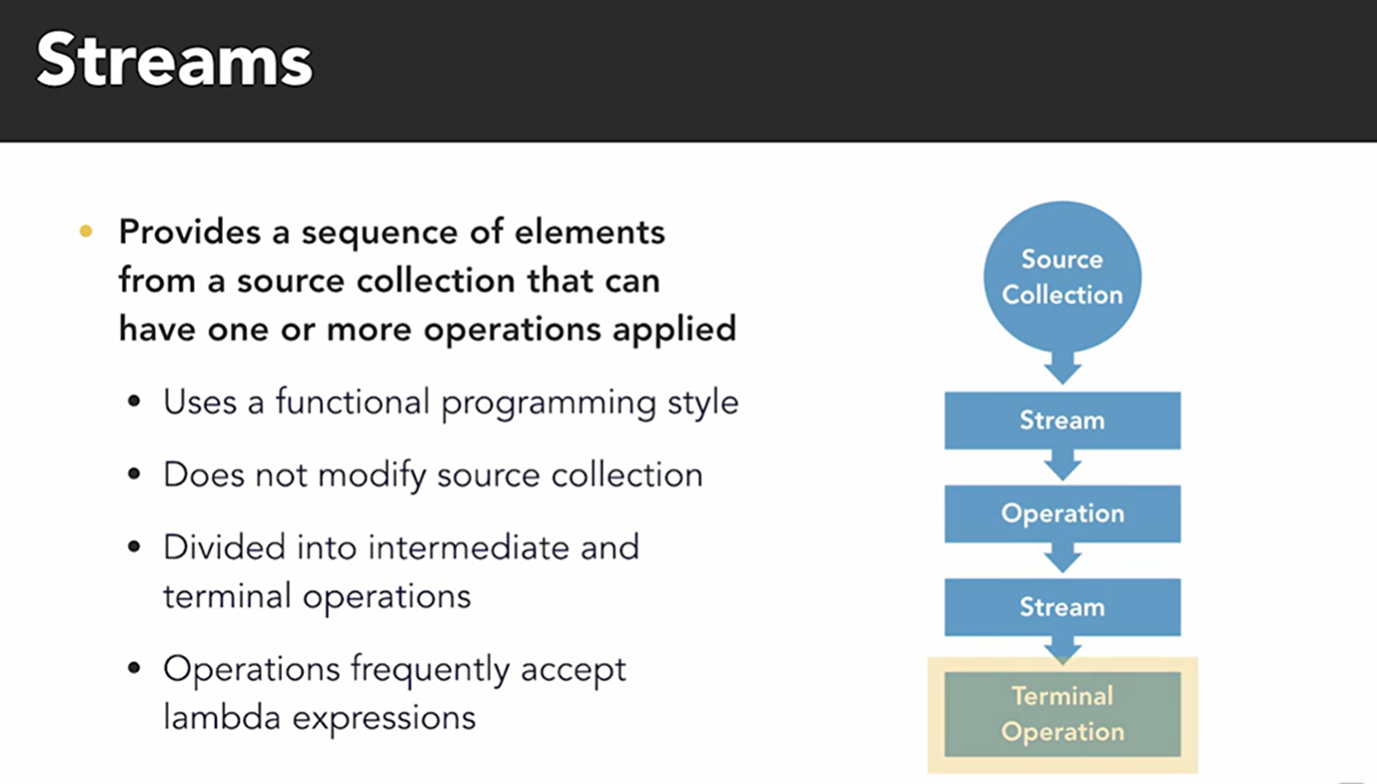 Streams
Provides a sequence of elements
from a source collection that can
have one or more operations applied
Uses a functional programming style
Does not modify source collection
Divided into intermediate and
terminal operations
Operations frequently accept
lambda expressions
Source
Collection
Stream
Operation
Stream
Terminal
Operation